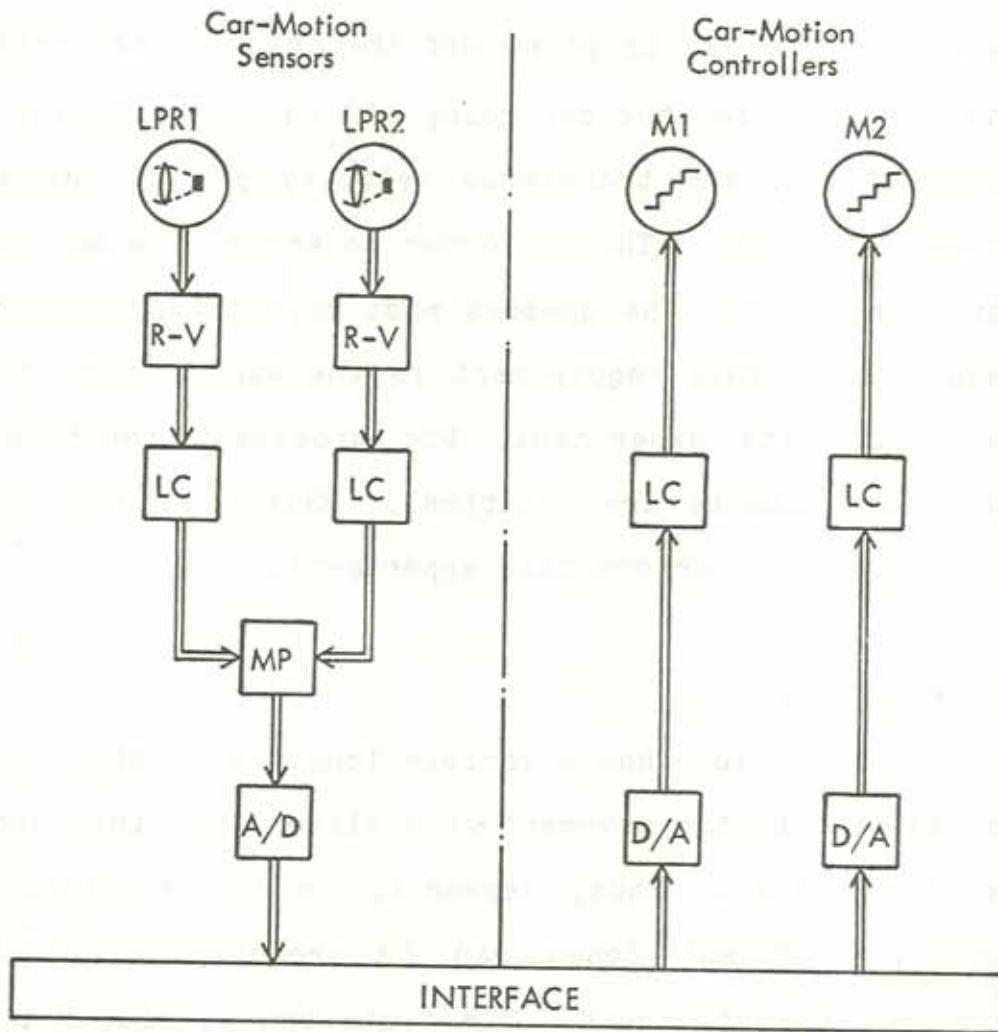 Car-Motion
Sensors
Car-Motion
Controllers
LPR1
LPR2
M1
M2
R-V
R-V
LC
LC
LC
LC
MP
A/D
D/A
D/A
INTERFACE